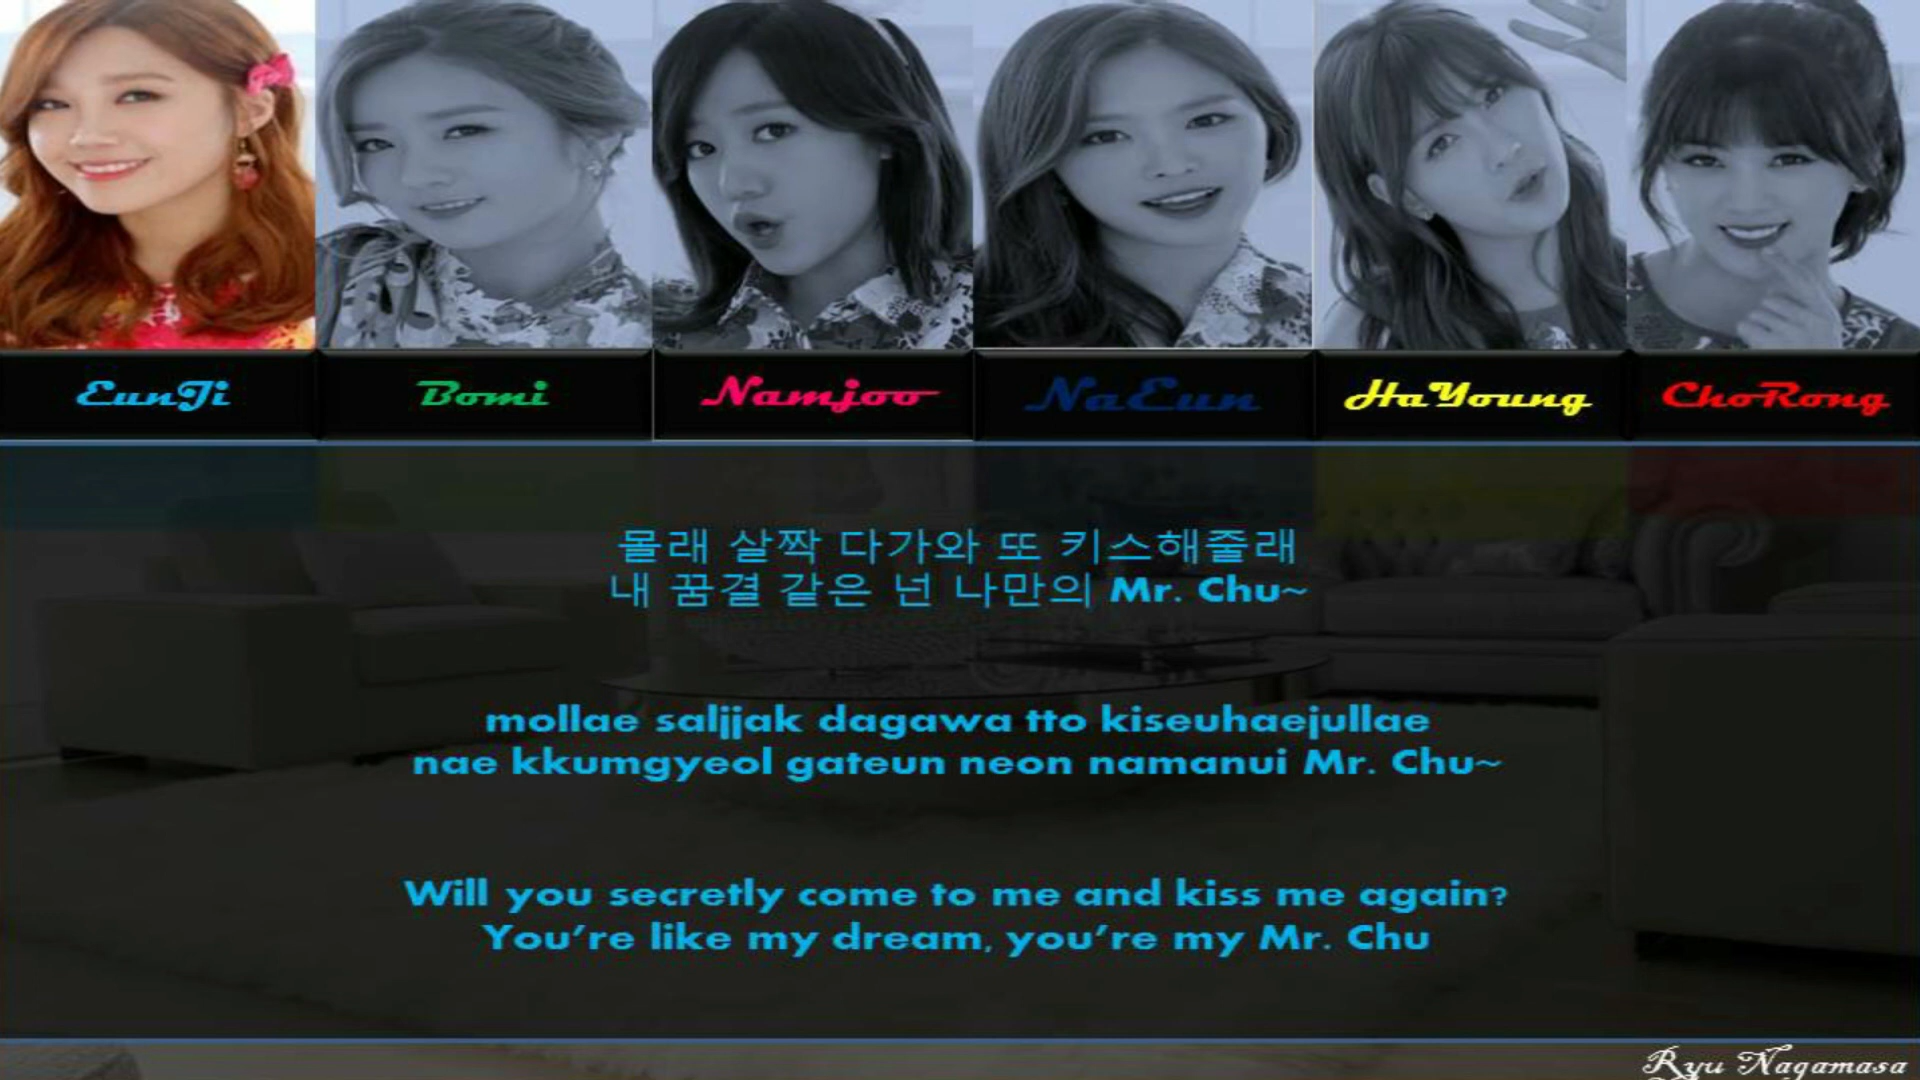 EunJi
Bomi
Namjoo
NaEun
HaYoung
ChoRong
몰래 살짝 다가와 또 키스해줄래
내 꿈결 같은 넌 나만의 Mr. Chu~
mollae saljjak dagawa tto kiseuhaejullae
nae kkumgyeol gateun neon namanui Mr. Chu~
Will you secretly come to me and kiss me again?
You’re like my dream, you’re my Mr. Chu
Ryu Nagamasa